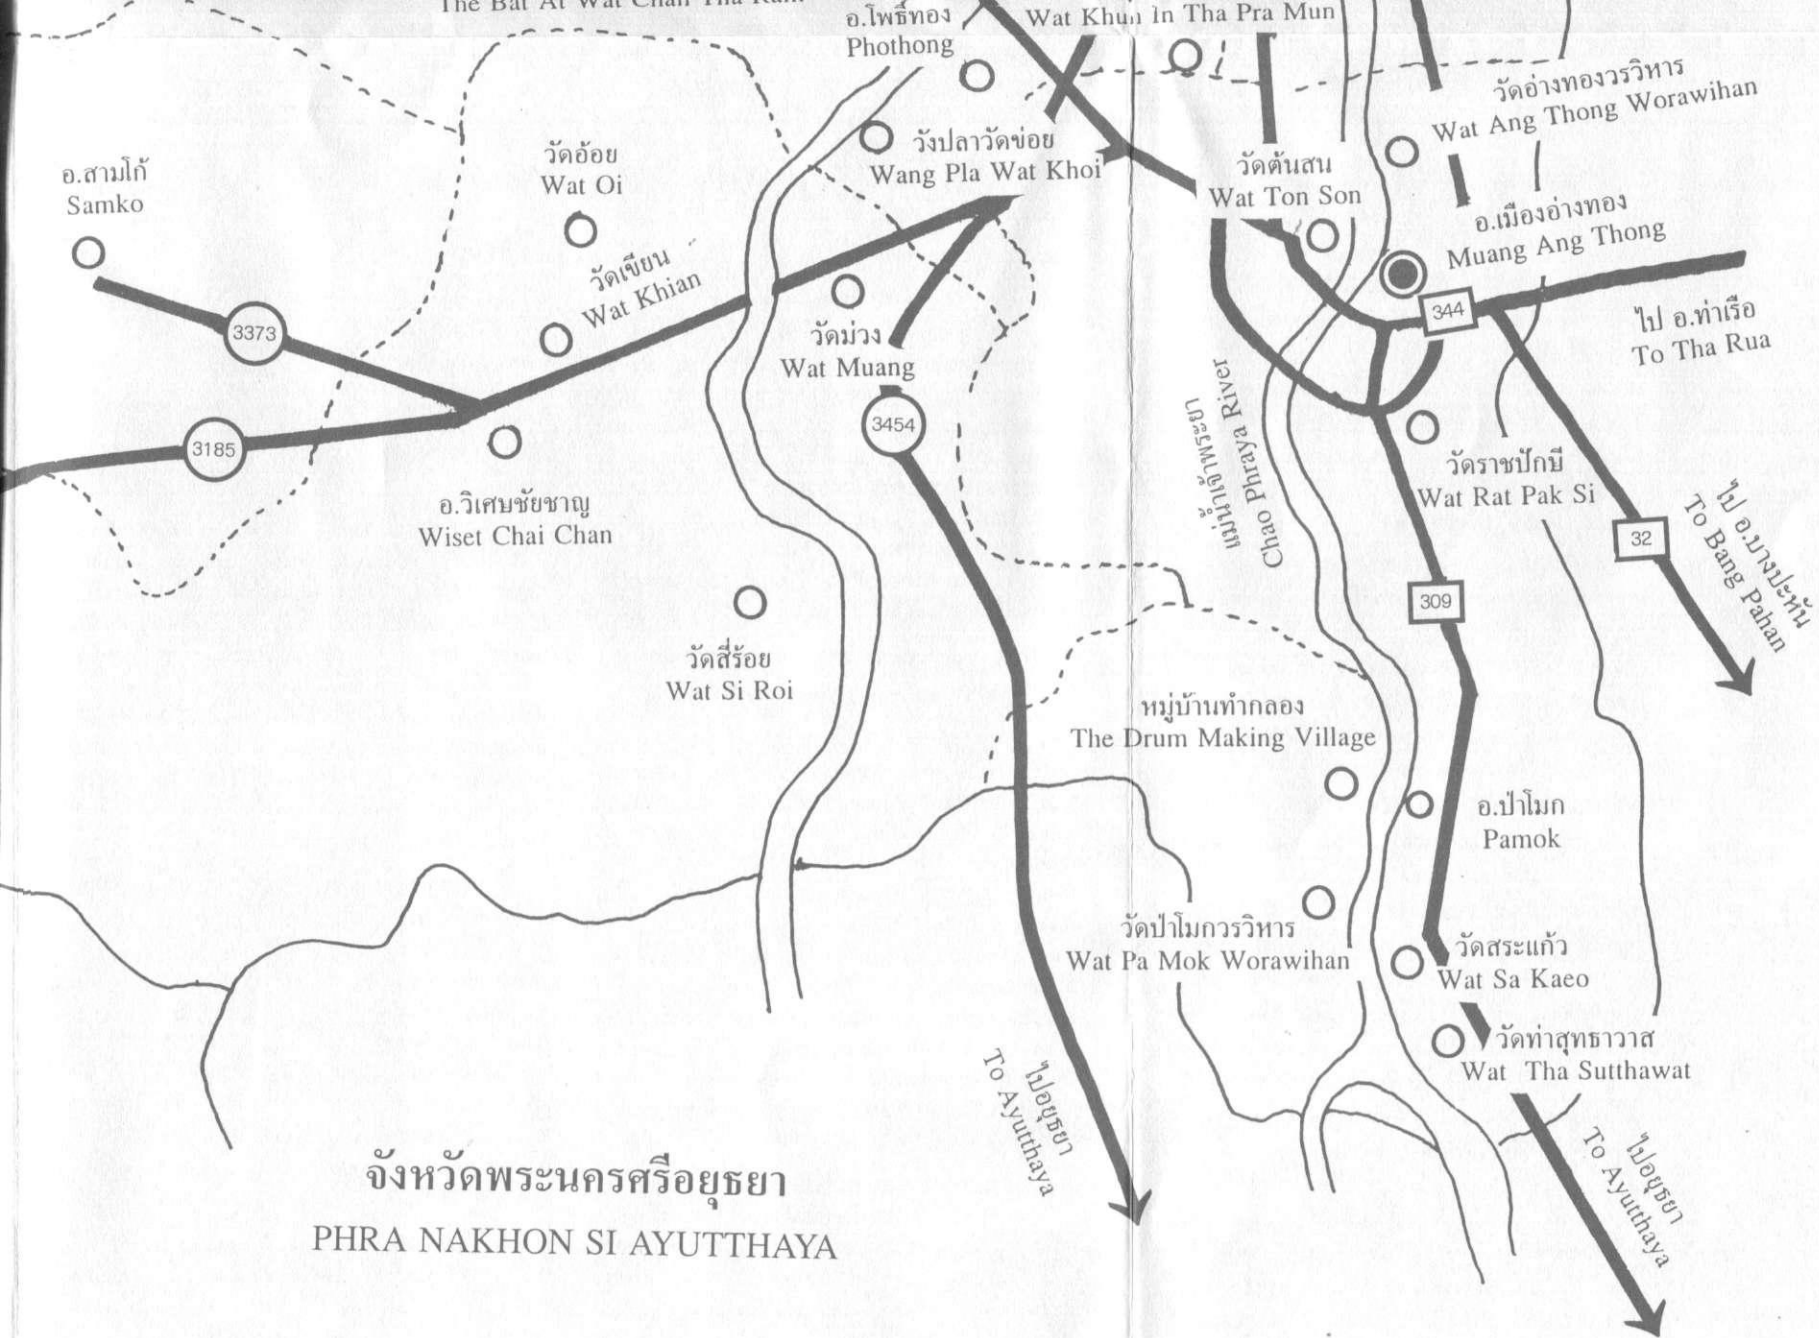 The Bat At Wat Chan Tha Ram
อ.โพธิ์ทอง
Phothong
Wat Khun In Tha Pra Mun
วัดอ่างทองวรวิหาร
Wat Ang Thong Worawihan
อ.สามโก้
Samko
วัดอ้อย
Wat Oi
วังปลาวัดข่อย
Wang Pla Wat Khoi
วัดต้นสน
Wat Ton Son
อ.เมืองอ่างทอง
Muang Ang Thong
วัดเขียน
Wat Khian
3373
344
วัดม่วง
Wat Muang
ไป อ.ท่าเรือ
To Tha Rua
3185
3454
แม่น้ำเจ้าพระยา
Chao Phraya River
วัดราชปักษี
Wat Rat Pak Si
อ.วิเศษชัยชาญ
Wiset Chai Chan
32
ไป อ.บางปะหัน
To Bang Pahan
309
วัดสี่ร้อย
Wat Si Roi
หมู่บ้านทำกลอง
The Drum Making Village
อ.ป่าโมก
Pamok
วัดป่าโมกวรวิหาร
Wat Pa Mok Worawihan
วัดสระแก้ว
Wat Sa Kaeo
วัดท่าสุทธาวาส
Wat Tha Sutthawat
ไปอยุธยา
To Ayutthaya
ไปอยุธยา
To Ayutthaya
จังหวัดพระนครศรีอยุธยา
PHRA NAKHON SI AYUTTHAYA